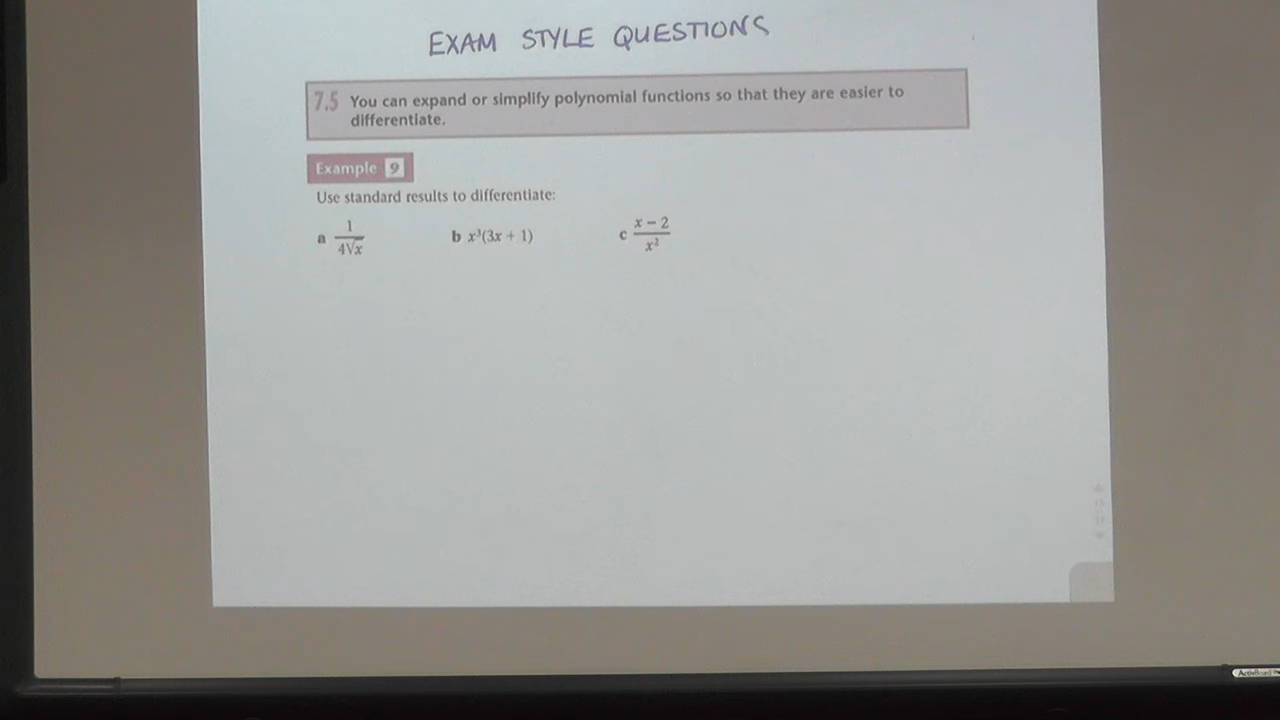 EXAM STYLE QUESTIONS
7.5 You can expand or simplify polynomial functions so that they are easier to
differentiate.
Example 9
Use standard results to differentiate:
a 1/(4√x) b x³(3x + 1) c (x − 2)/x²
ActivBoard